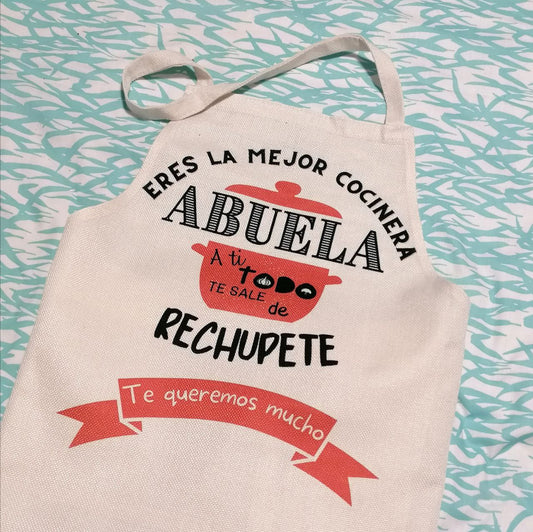 ERES LA MEJOR COCINERA
ABUELA
A ti
TODO
TE SALE
de
RECHUPETE
Te queremos mucho